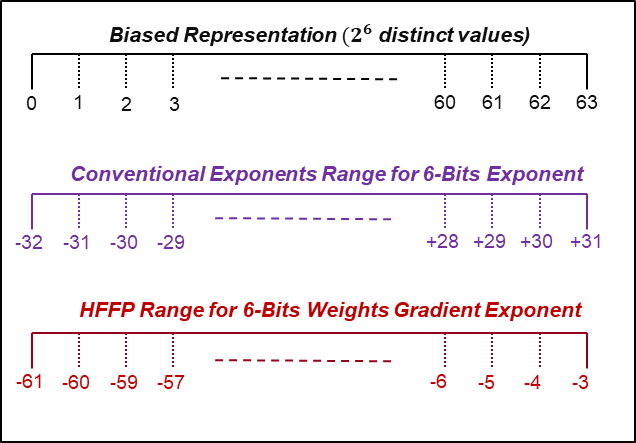 Biased Representation (2⁶ distinct values)
0 1 2 3 60 61 62 63
Conventional Exponents Range for 6-Bits Exponent
-32 -31 -30 -29 +28 +29 +30 +31
HFFP Range for 6-Bits Weights Gradient Exponent
-61 -60 -59 -57 -6 -5 -4 -3